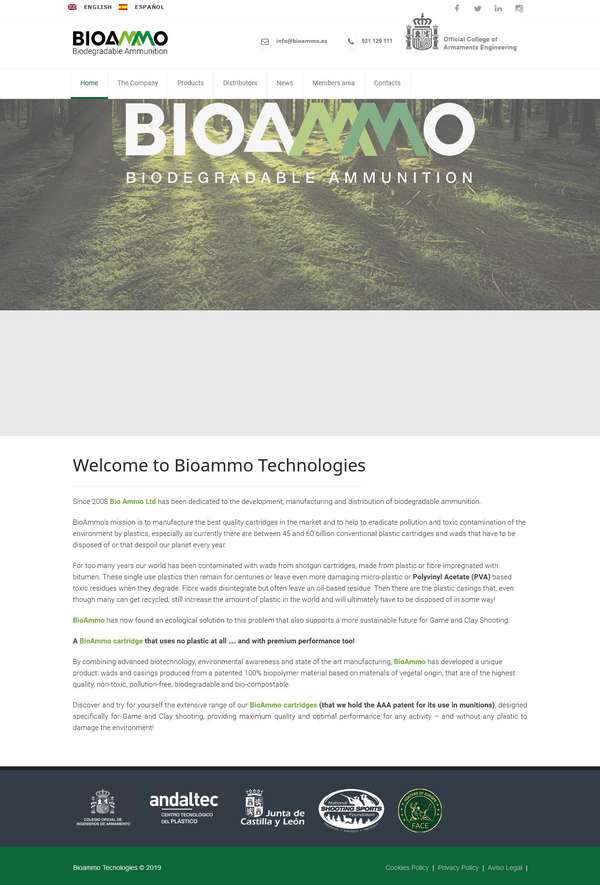 ENGLISH ESPAÑOL
BIOAMMO
Biodegradable Ammunition
info@bioammo.es
921 129 111
Official College of
Armaments Engineering
Home The Company Products Distributors News Members area Contacts
BIOAMMO
BIODEGRADABLE AMMUNITION
Welcome to Bioammo Technologies
Since 2008 Bio Ammo Ltd has been dedicated to the development, manufacturing and distribution of biodegradable ammunition.
BioAmmo's mission is to manufacture the best quality cartridges in the market and to help to eradicate pollution and toxic contamination of the
environment by plastics, especially as currently there are between 45 and 60 billion conventional plastic cartridges and wads that have to be
disposed of or that despoil our planet every year.
For too many years our world has been contaminated with wads from shotgun cartridges, made from plastic or fibre impregnated with
bitumen. These single use plastics then remain for centuries or leave even more damaging micro-plastic or Polyvinyl Acetate (PVA) based
toxic residues when they degrade. Fibre wads disintegrate but often leave an oil-based residue. Then there are the plastic casings that, even
though many can get recycled, still increase the amount of plastic in the world and will ultimately have to be disposed of in some way!
BioAmmo has now found an ecological solution to this problem that also supports a more sustainable future for Game and Clay Shooting.
A BioAmmo cartridge that uses no plastic at all .... and with premium performance too!
By combining advanced biotechnology, environmental awareness and state of the art manufacturing, BioAmmo has developed a unique
product: wads and casings produced from a patented 100% biopolymer material based on materials of vegetal origin, that are of the highest
quality, non-toxic, pollution-free, biodegradable and bio-compostable.
Discover and try for yourself the extensive range of our BioAmmo cartridges (that we hold the AAA patent for its use in munitions), designed
specifically for Game and Clay shooting, providing maximum quality and optimal performance for any activity – and without any plastic to
damage the environment!
COLEGIO OFICIAL DE
INGENIEROS DE ARMAMENTO
andaltec
CENTRO TECNOLÓGICO
DEL PLÁSTICO
Junta de
Castilla y León
National
SHOOTING SPORTS
Foundation
FACE
Bioammo Tecnologies © 2019
Cookies Policy | Privacy Policy | Aviso Legal |